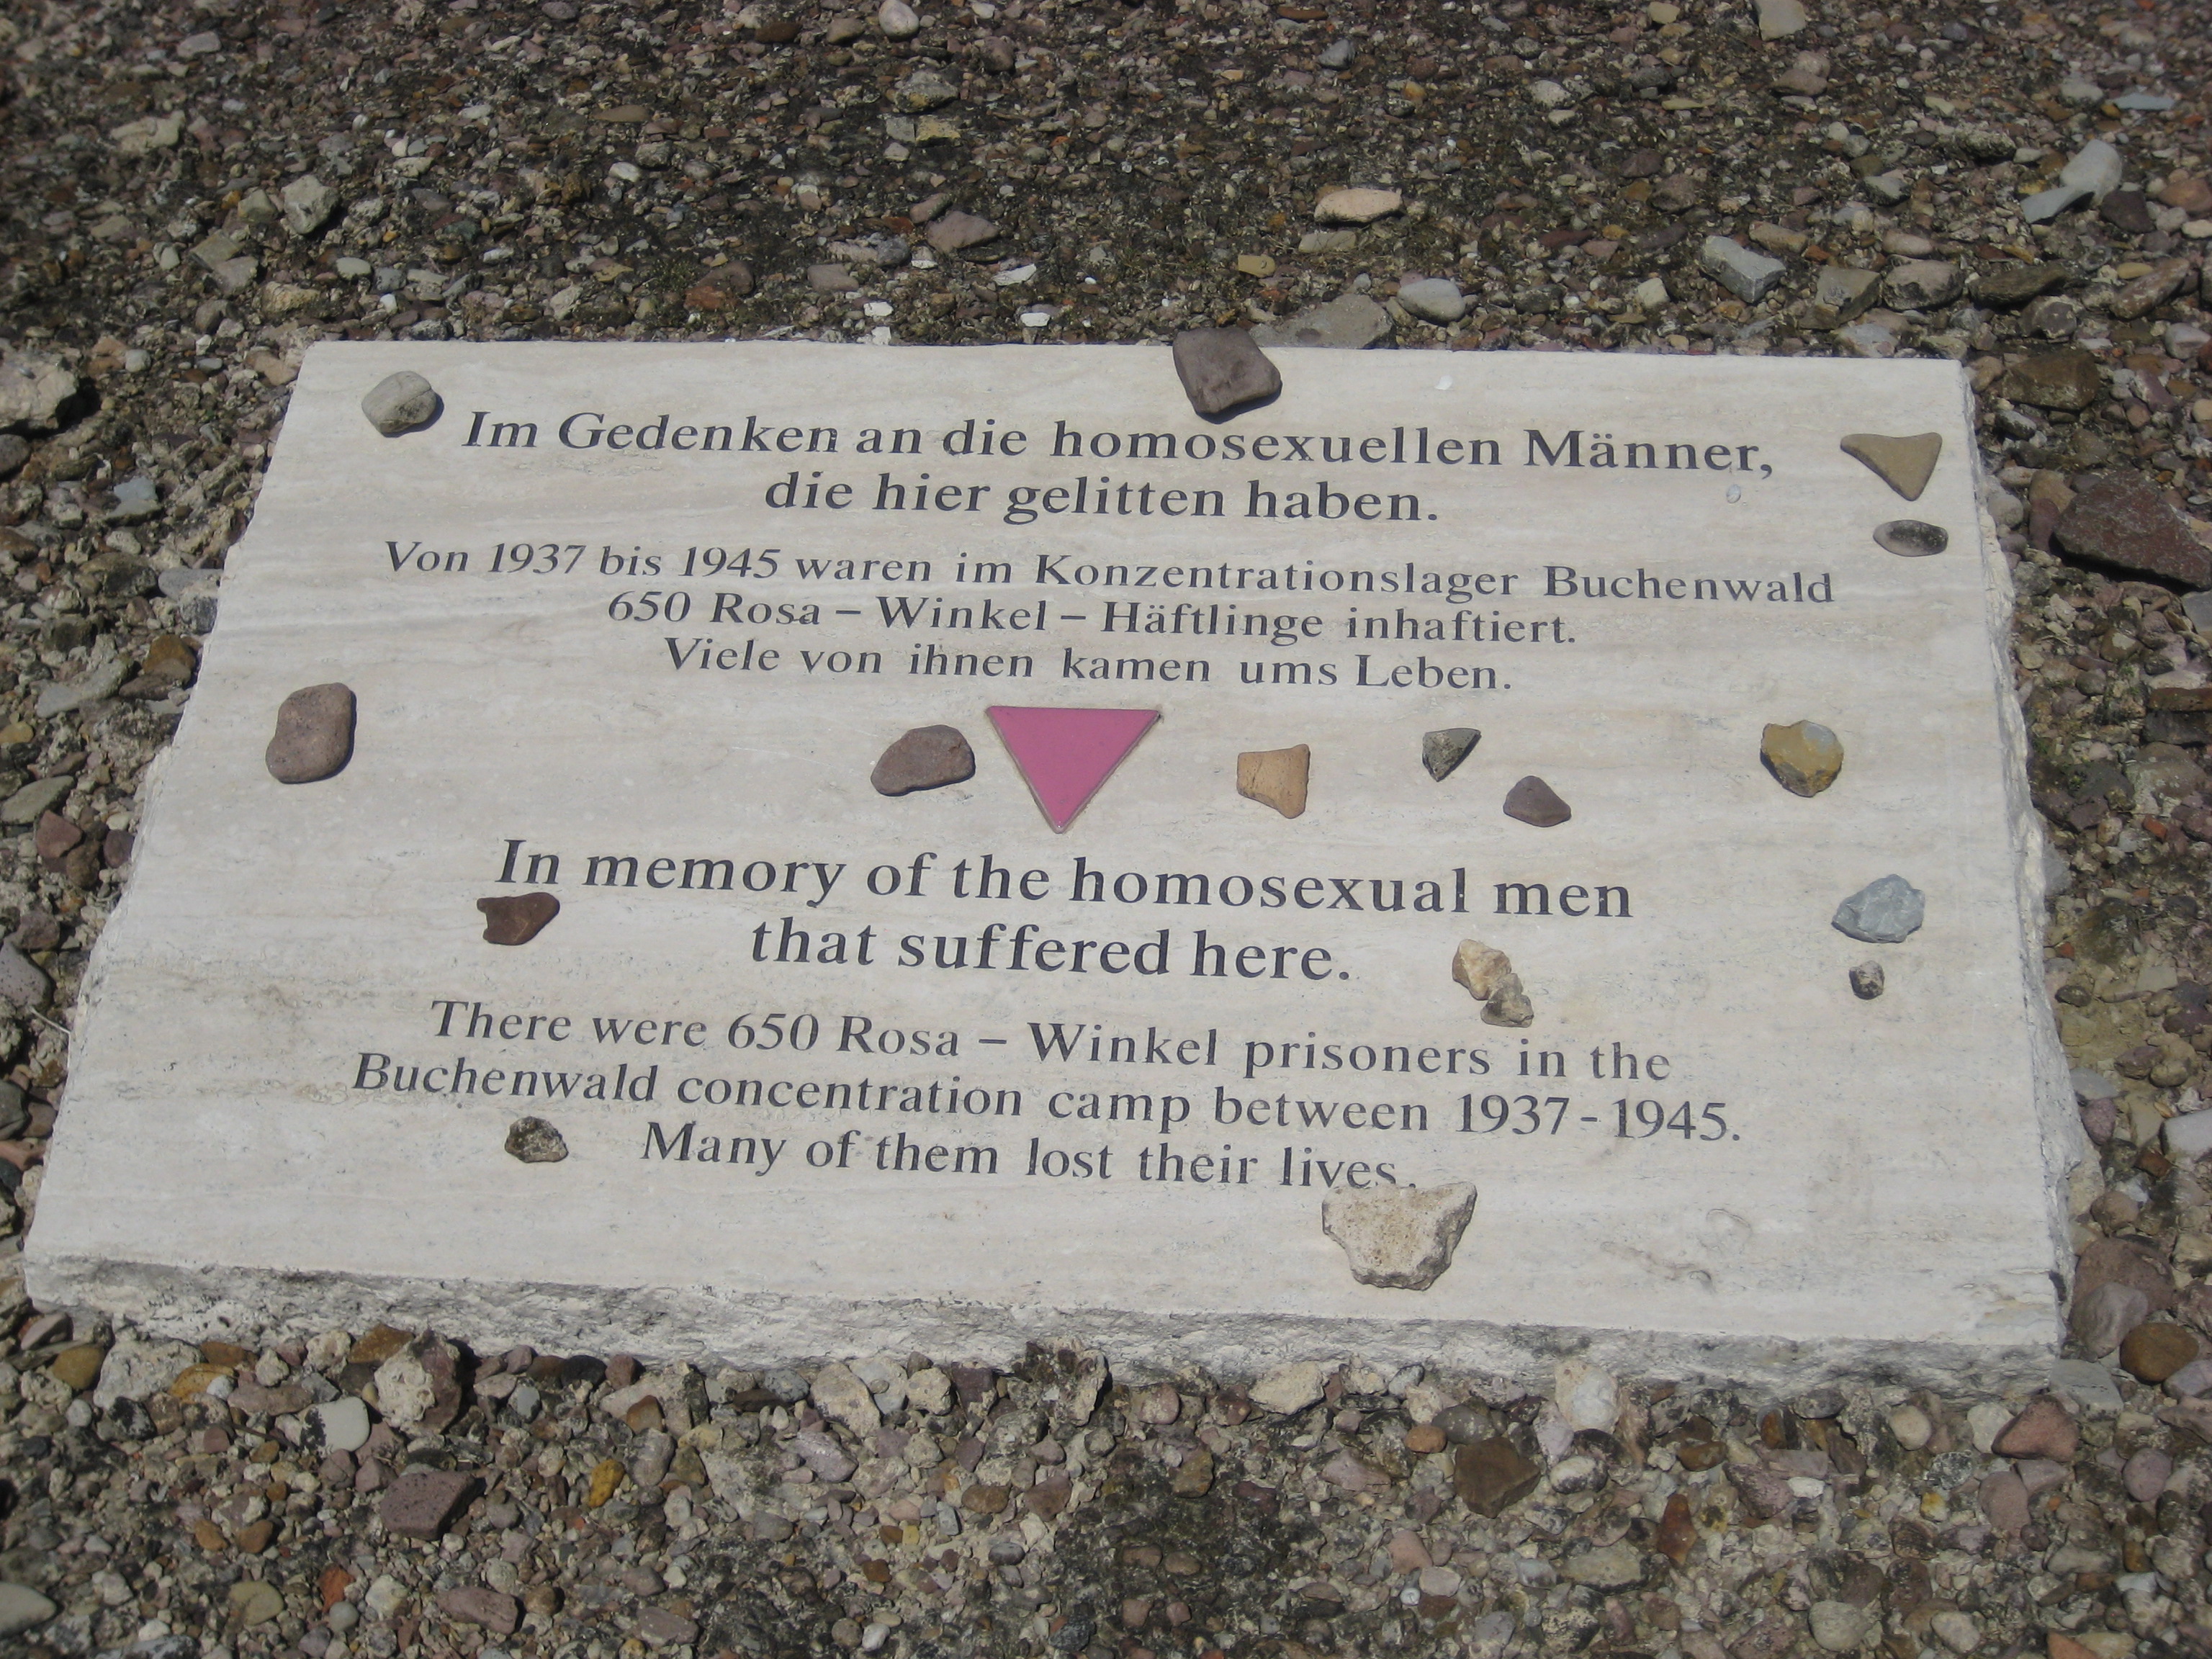 Im Gedenken an die homosexuellen Männer,
die hier gelitten haben.
Von 1937 bis 1945 waren im Konzentrationslager Buchenwald
650 Rosa – Winkel – Häftlinge inhaftiert.
Viele von ihnen kamen ums Leben.
In memory of the homosexual men
that suffered here.
There were 650 Rosa – Winkel prisoners in the
Buchenwald concentration camp between 1937 - 1945.
Many of them lost their lives.